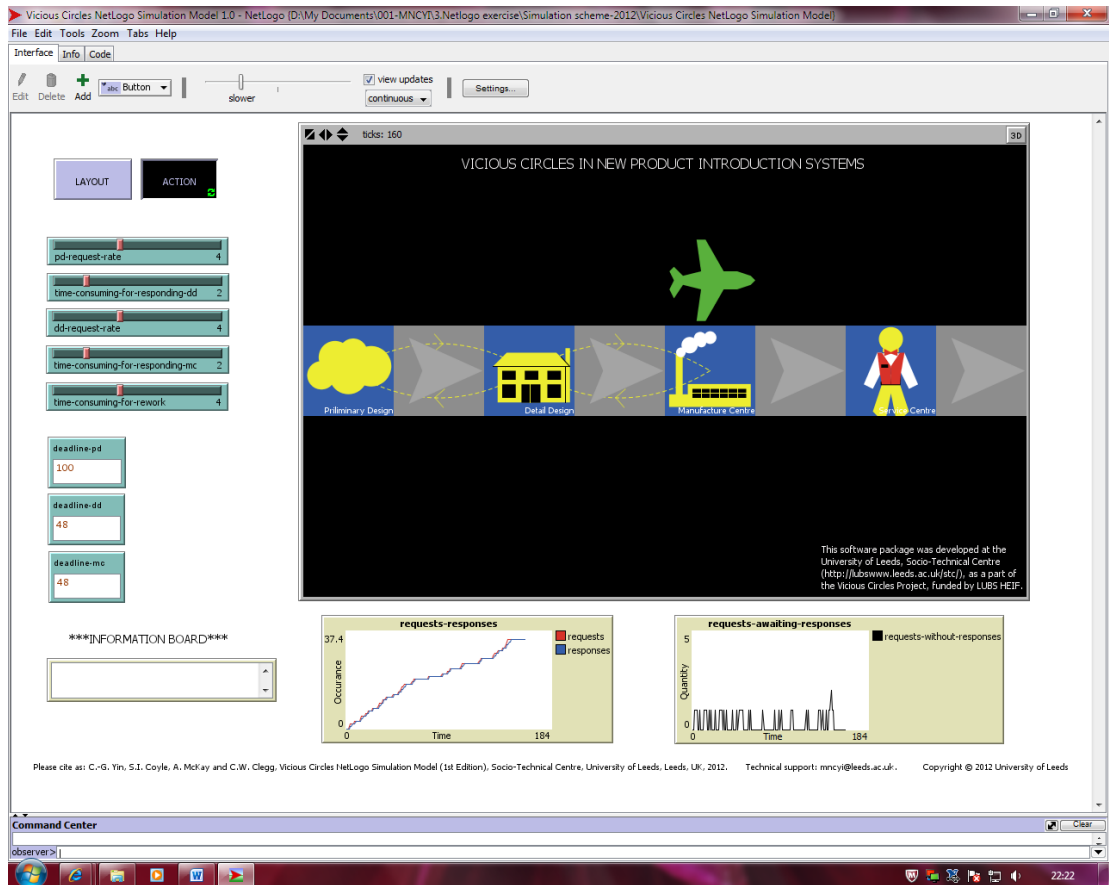 Vicious Circles NetLogo Simulation Model 1.0 - NetLogo {D:\My Documents\001-MNCYI\3.Netlogo exercise\Simulation scheme-2012\Vicious Circles NetLogo Simulation Model}
File Edit Tools Zoom Tabs Help
Interface Info Code
Edit Delete Add
abc Button
slower
view updates
continuous
Settings...
ticks: 160
3D
LAYOUT
ACTION
pd-request-rate 4
time-consuming-for-responding-dd 2
dd-request-rate 4
time-consuming-for-responding-mc 2
time-consuming-for-rework 4
deadline-pd
100
deadline-dd
48
deadline-mc
48
***INFORMATION BOARD***
VICIOUS CIRCLES IN NEW PRODUCT INTRODUCTION SYSTEMS
Priliminary Design
Detail Design
Manufacture Centre
Service Centre
This software package was developed at the
University of Leeds, Socio-Technical Centre
(http://lubswww.leeds.ac.uk/stc/), as a part of
the Vicious Circles Project, funded by LUBS HEIF.
requests-responses
37.4
Occurance
0
0
Time
184
requests
responses
requests-awaiting-responses
5
Quantity
0
0
Time
184
requests-without-responses
Please cite as: C.-G. Yin, S.I. Coyle, A. McKay and C.W. Clegg, Vicious Circles NetLogo Simulation Model (1st Edition), Socio-Technical Centre, University of Leeds, Leeds, UK, 2012. Technical support: mncyi@leeds.ac.uk. Copyright © 2012 University of Leeds
Command Center
Clear
observer>
22:22